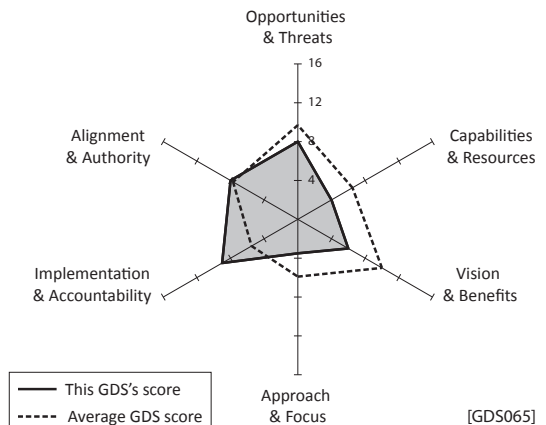 Opportunities
& Threats
16
12
8
4
Alignment
& Authority
Capabilities
& Resources
Implementation
& Accountability
Vision
& Benefits
Approach
& Focus
This GDS's score
Average GDS score
[GDS065]